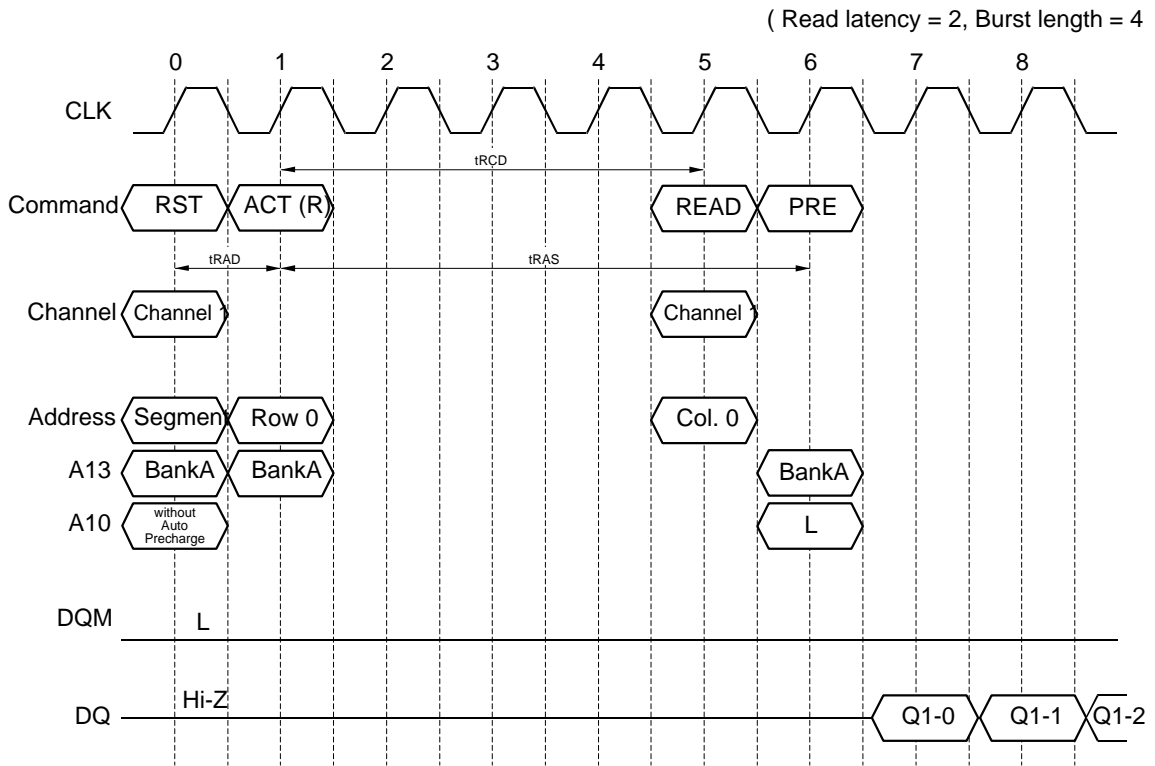 ( Read latency = 2, Burst length = 4
0 1 2 3 4 5 6 7 8
CLK
tRCD
Command RST ACT (R) READ PRE
tRAD tRAS
Channel Channel 1 Channel 1
Address Segment Row 0 Col. 0
A13 BankA BankA BankA
A10 without Auto Precharge L
DQM L
Hi-Z
DQ Q1-0 Q1-1 Q1-2